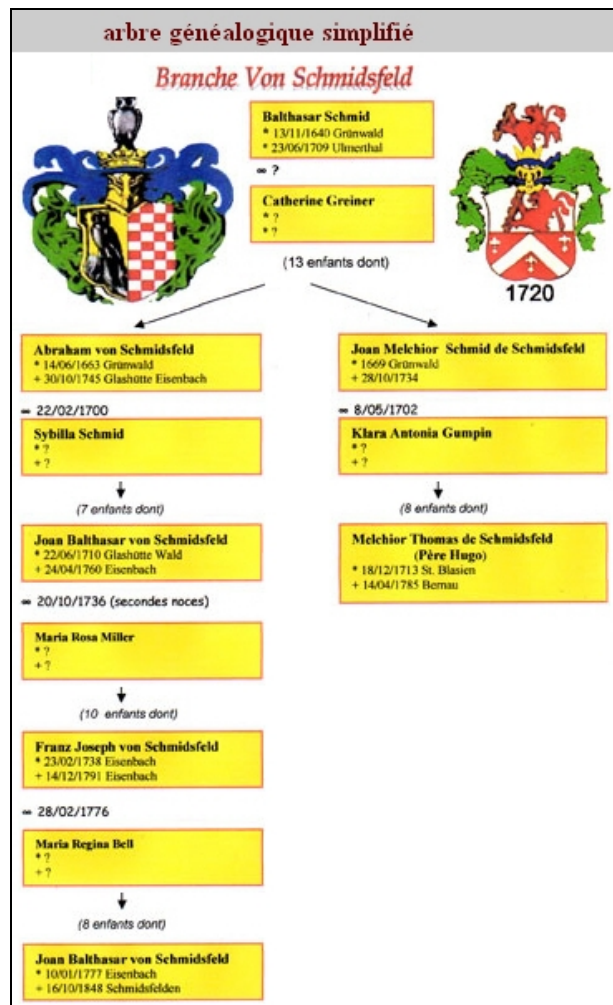 arbre généalogique simplifié
Branche Von Schmidsfeld
Balthasar Schmid
* 13/11/1640 Grünwald
* 23/06/1709 Ulmerthal
∞ ?
Catherine Greiner
* ?
* ?
(13 enfants dont)
1720
Abraham von Schmidsfeld
* 14/06/1663 Grünwald
+ 30/10/1745 Glashütte Eisenbach
∞ 22/02/1700
Sybilla Schmid
* ?
+ ?
(7 enfants dont)
Joan Balthasar von Schmidsfeld
* 22/06/1710 Glashütte Wald
+ 24/04/1760 Eisenbach
∞ 20/10/1736 (secondes noces)
Maria Rosa Miller
* ?
+ ?
(10 enfants dont)
Franz Joseph von Schmidsfeld
* 23/02/1738 Eisenbach
+ 14/12/1791 Eisenbach
∞ 28/02/1776
Maria Regina Bell
* ?
+ ?
(8 enfants dont)
Joan Balthasar von Schmidsfeld
* 10/01/1777 Eisenbach
+ 16/10/1848 Schmidsfelden
Joan Melchior Schmid de Schmidsfeld
* 1669 Grünwald
+ 28/10/1734
∞ 8/05/1702
Klara Antonia Gumpin
* ?
+ ?
(8 enfants dont)
Melchior Thomas de Schmidsfeld
(Père Hugo)
* 18/12/1713 St. Blasien
+ 14/04/1785 Bernau